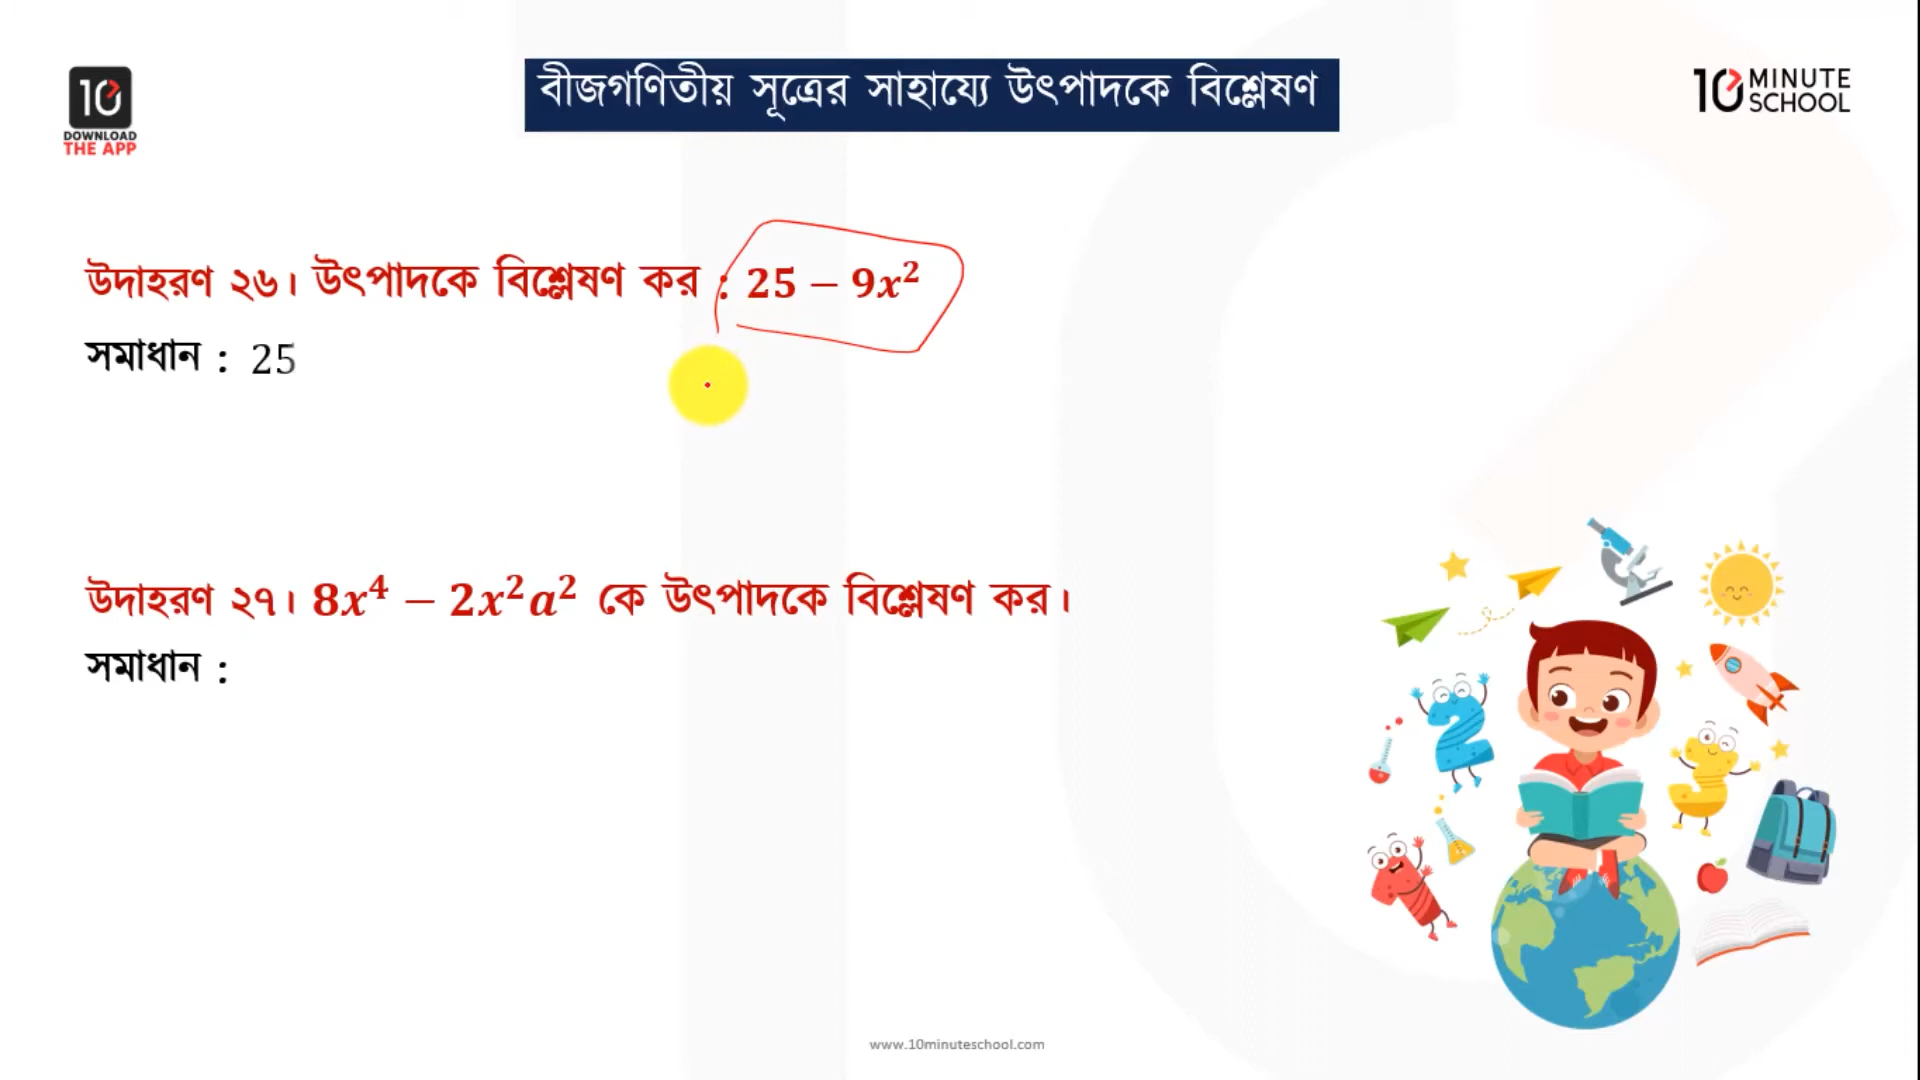 10
DOWNLOAD
THE APP
বীজগণিতীয় সূত্রের সাহায্যে উৎপাদকে বিশ্লেষণ
10 MINUTE
SCHOOL
উদাহরণ ২৬। উৎপাদকে বিশ্লেষণ কর : 25 − 9x²
সমাধান : 25
উদাহরণ ২৭। 8x⁴ − 2x²a² কে উৎপাদকে বিশ্লেষণ কর।
সমাধান :
www.10minuteschool.com